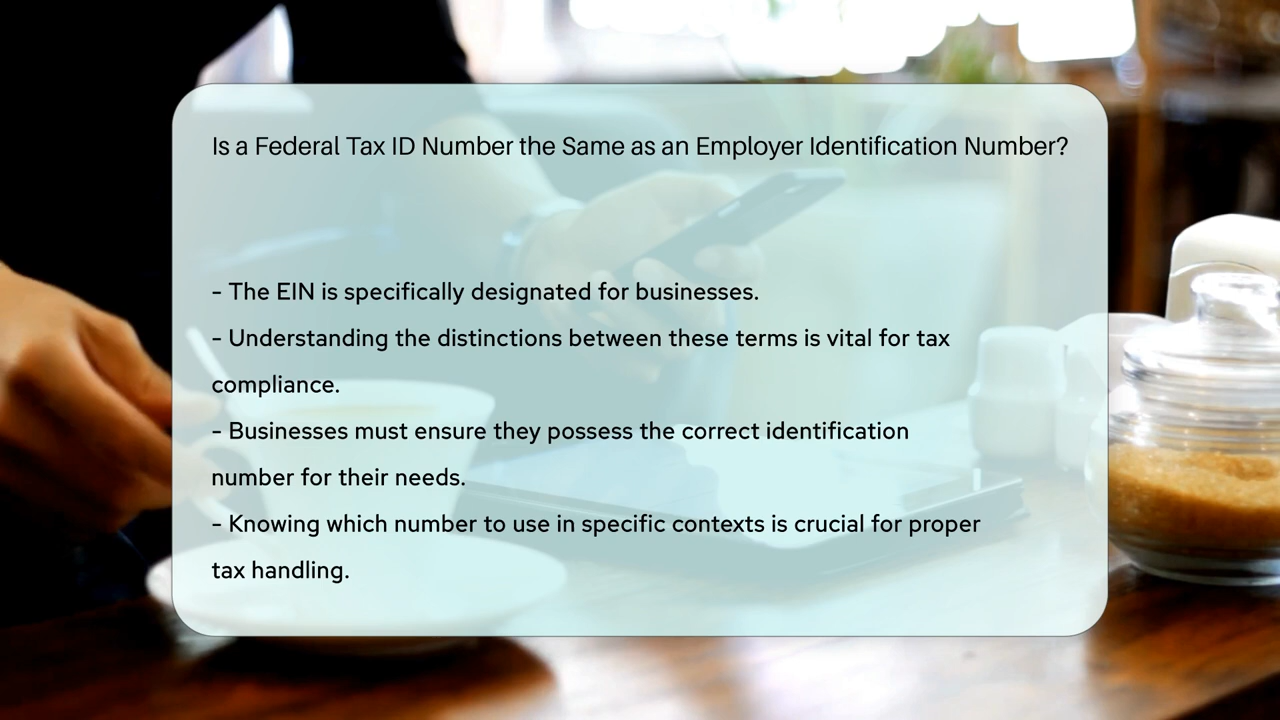 Is a Federal Tax ID Number the Same as an Employer Identification Number?
- The EIN is specifically designated for businesses.
- Understanding the distinctions between these terms is vital for tax
compliance.
- Businesses must ensure they possess the correct identification
number for their needs.
- Knowing which number to use in specific contexts is crucial for proper
tax handling.